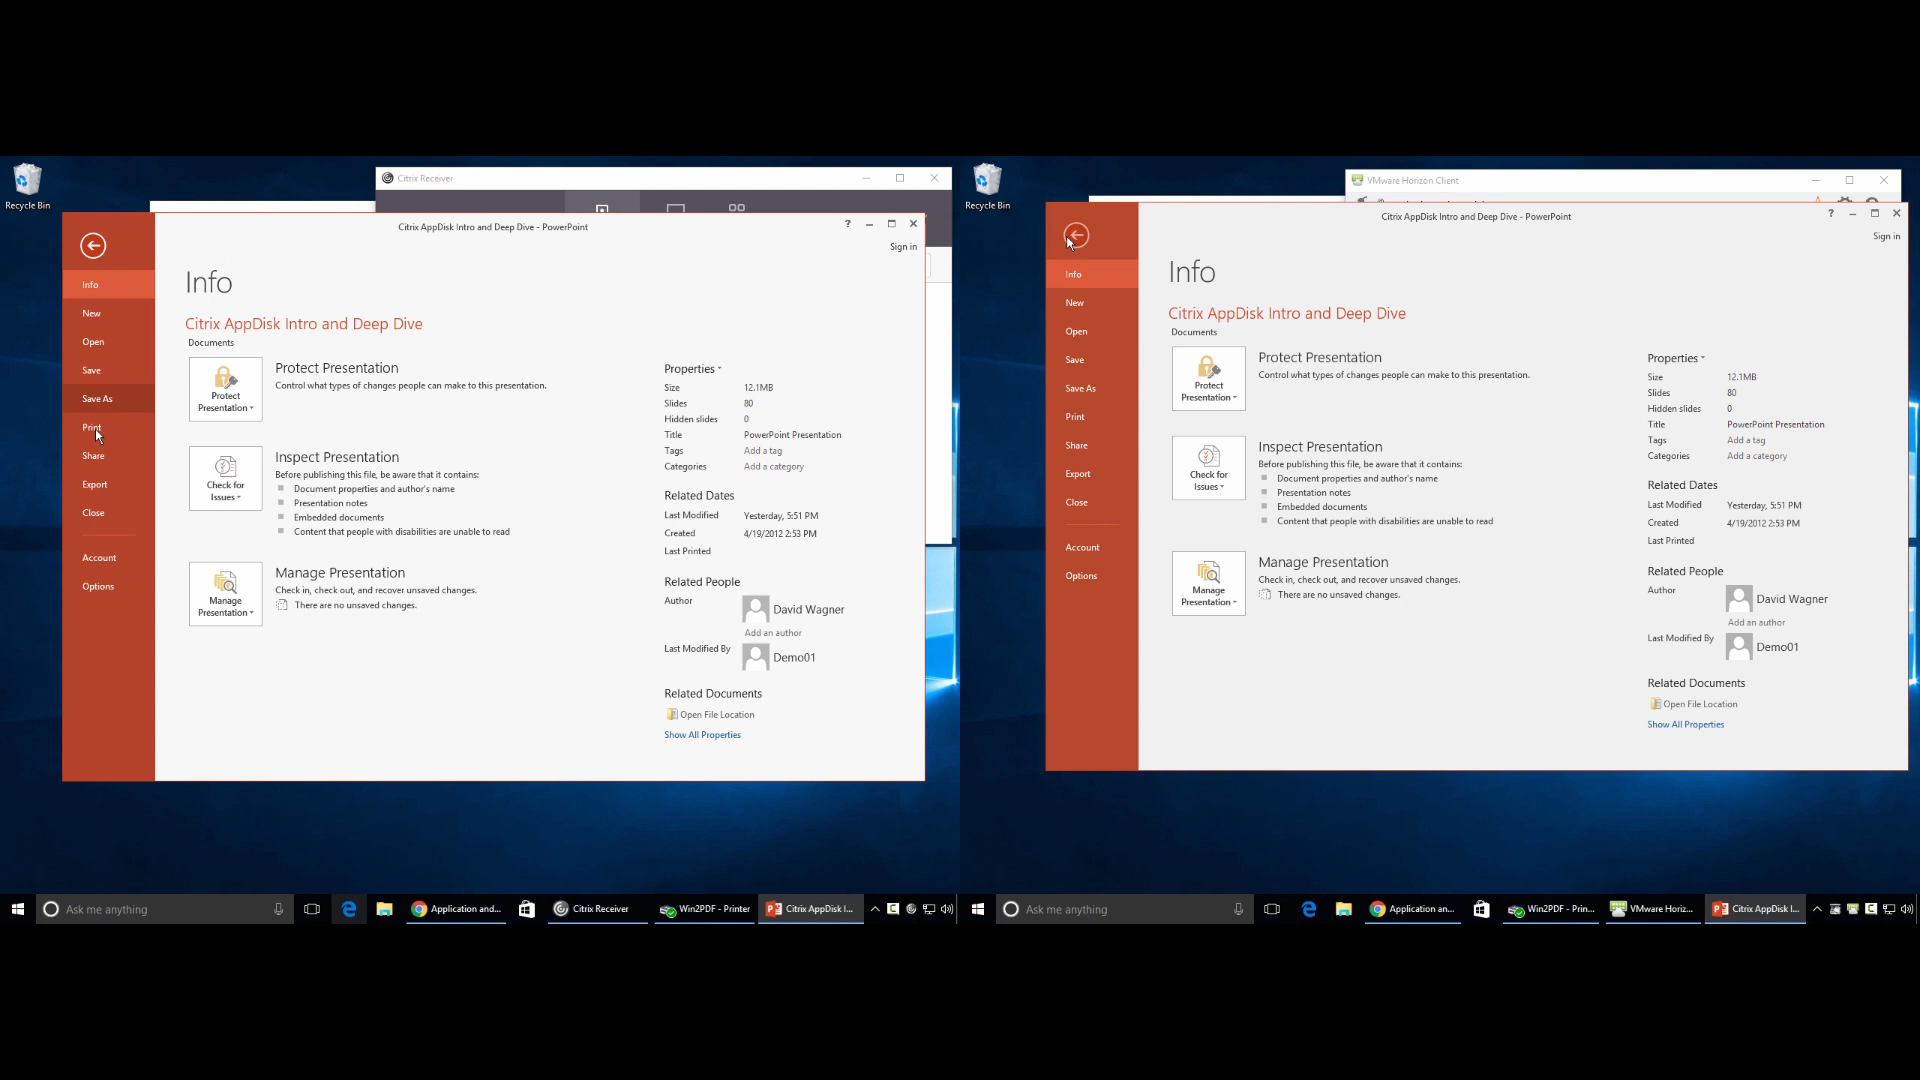 Recycle Bin
Citrix Receiver
Citrix AppDisk Intro and Deep Dive - PowerPoint
?
Sign in
Info
New
Open
Save
Save As
Print
Share
Export
Close
Account
Options
Info
Citrix AppDisk Intro and Deep Dive
Documents
Protect
Presentation
Protect Presentation
Control what types of changes people can make to this presentation.
Check for
Issues
Inspect Presentation
Before publishing this file, be aware that it contains:
Document properties and author's name
Presentation notes
Embedded documents
Content that people with disabilities are unable to read
Manage
Presentation
Manage Presentation
Check in, check out, and recover unsaved changes.
There are no unsaved changes.
Properties
Size 12.1MB
Slides 80
Hidden slides 0
Title PowerPoint Presentation
Tags Add a tag
Categories Add a category
Related Dates
Last Modified Yesterday, 5:51 PM
Created 4/19/2012 2:53 PM
Last Printed
Related People
Author David Wagner
Add an author
Last Modified By Demo01
Related Documents
Open File Location
Show All Properties
Ask me anything
Application and...
Citrix Receiver
Win2PDF - Printer
Citrix AppDisk I...
Recycle Bin
VMware Horizon Client
Citrix AppDisk Intro and Deep Dive - PowerPoint
?
Sign in
Info
New
Open
Save
Save As
Print
Share
Export
Close
Account
Options
Info
Citrix AppDisk Intro and Deep Dive
Documents
Protect
Presentation
Protect Presentation
Control what types of changes people can make to this presentation.
Check for
Issues
Inspect Presentation
Before publishing this file, be aware that it contains:
Document properties and author's name
Presentation notes
Embedded documents
Content that people with disabilities are unable to read
Manage
Presentation
Manage Presentation
Check in, check out, and recover unsaved changes.
There are no unsaved changes.
Properties
Size 12.1MB
Slides 80
Hidden slides 0
Title PowerPoint Presentation
Tags Add a tag
Categories Add a category
Related Dates
Last Modified Yesterday, 5:51 PM
Created 4/19/2012 2:53 PM
Last Printed
Related People
Author David Wagner
Add an author
Last Modified By Demo01
Related Documents
Open File Location
Show All Properties
Ask me anything
Application an...
Win2PDF - Prin...
VMware Horiz...
Citrix AppDisk I...